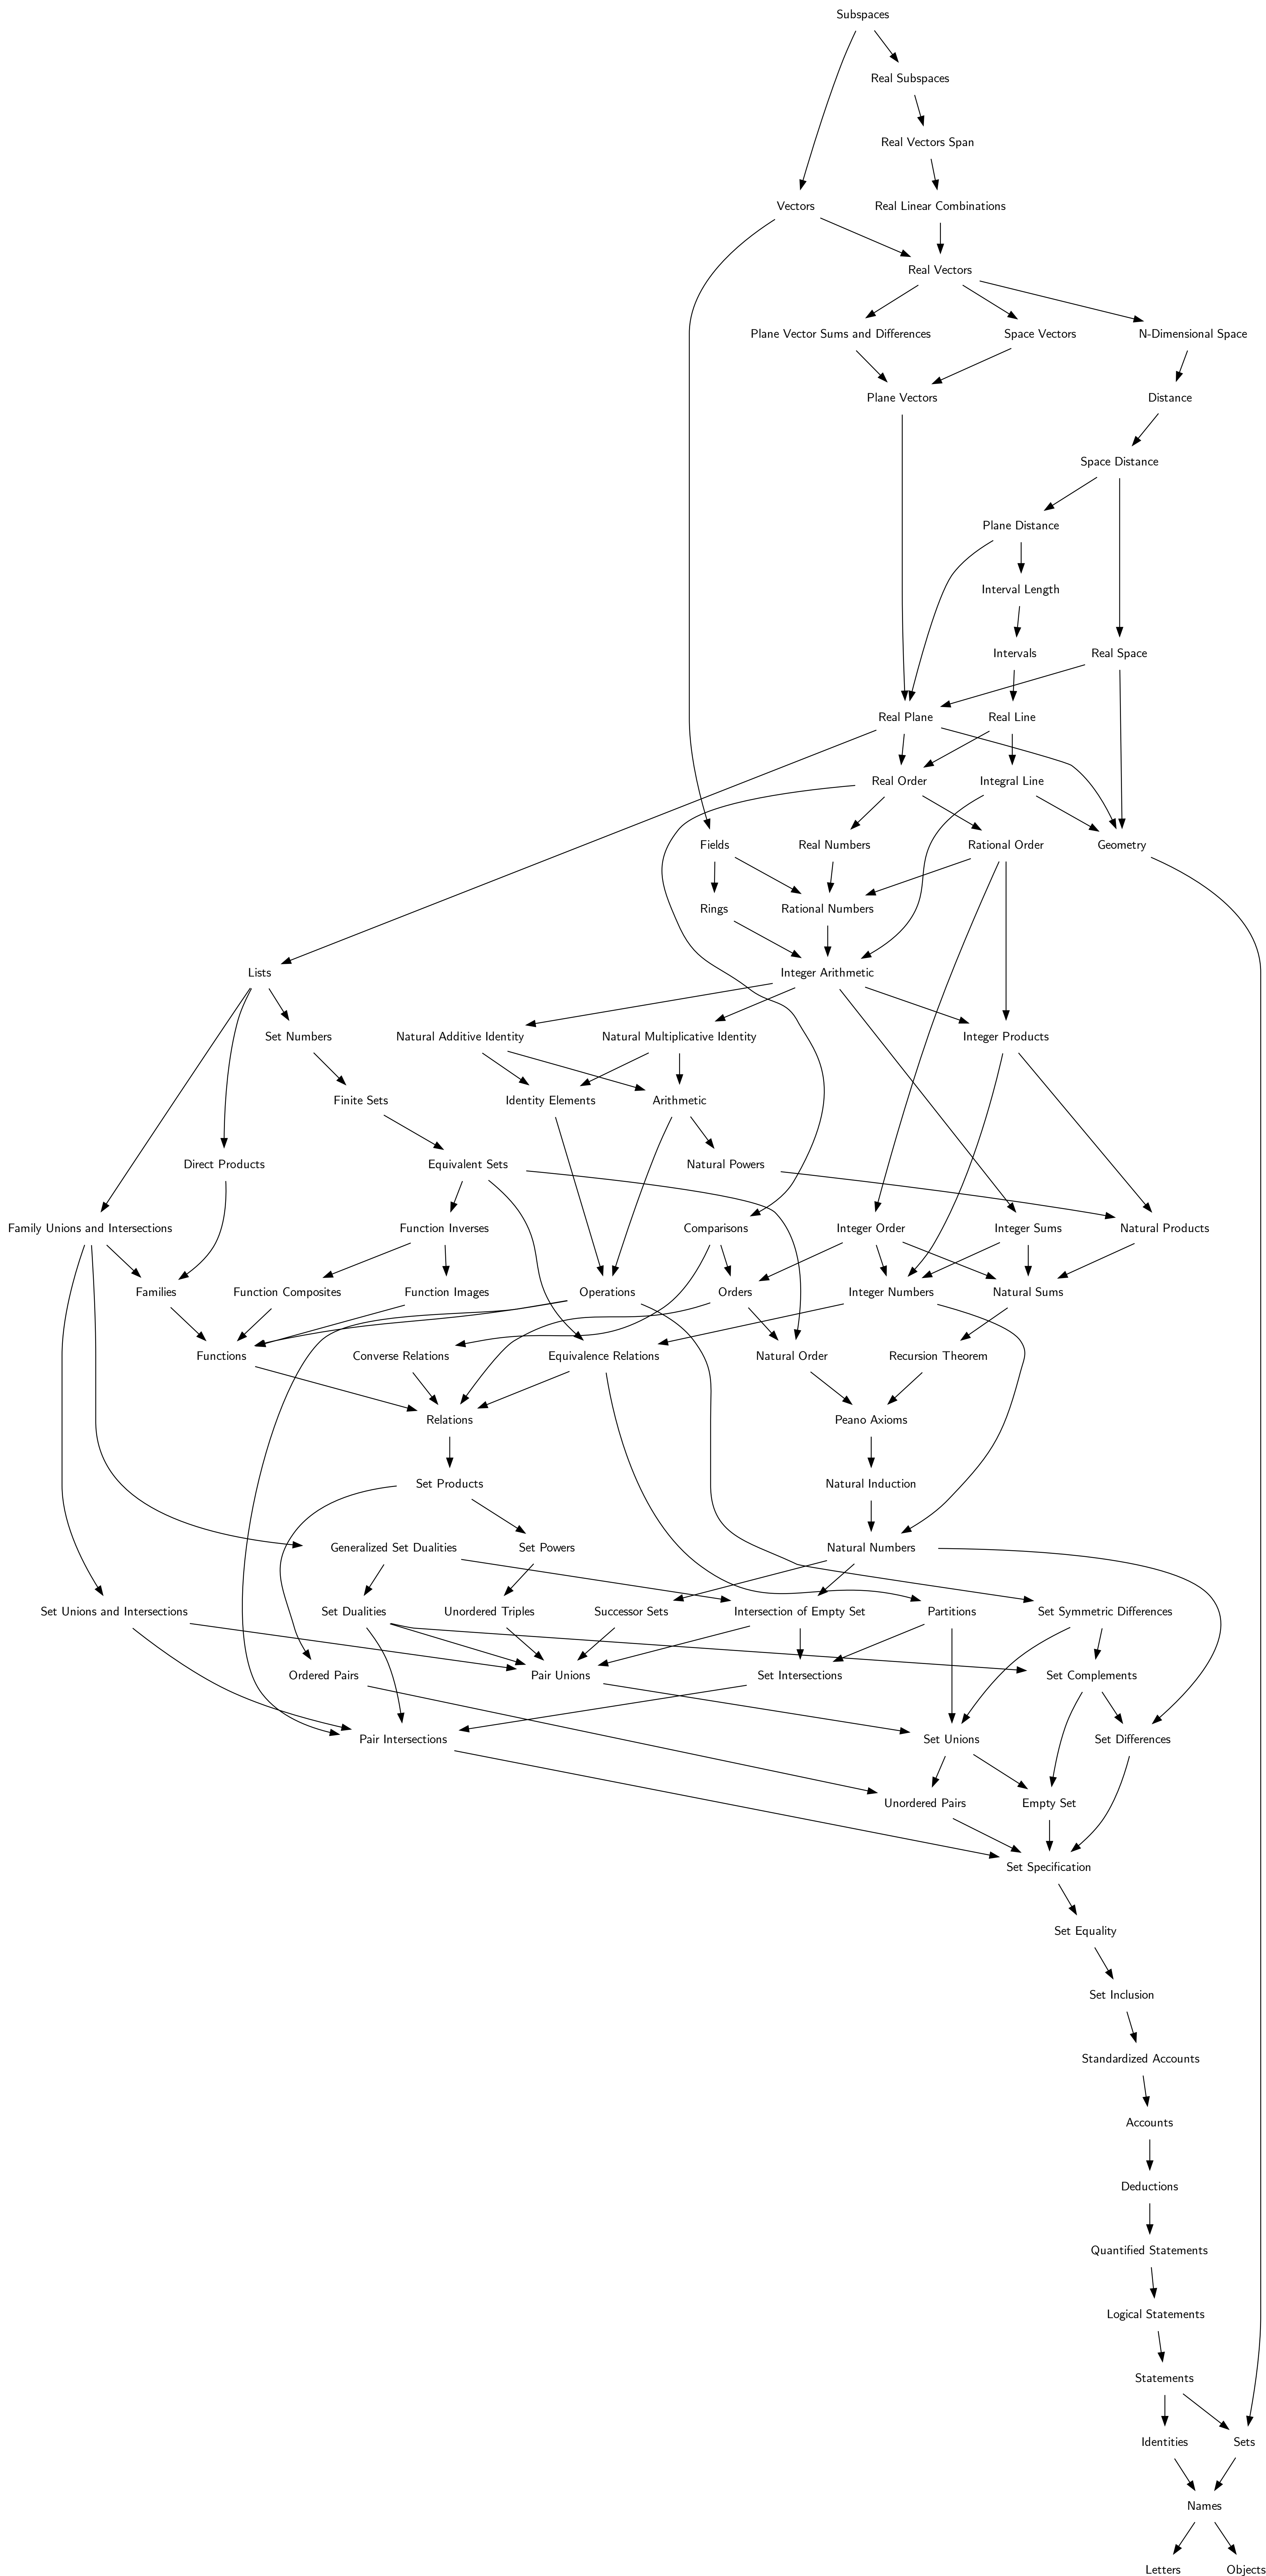 Subspaces
Real Subspaces
Real Vectors Span
Vectors
Real Linear Combinations
Real Vectors
Plane Vector Sums and Differences
Space Vectors
N-Dimensional Space
Plane Vectors
Distance
Space Distance
Plane Distance
Interval Length
Intervals
Real Space
Real Plane
Real Line
Real Order
Integral Line
Fields
Real Numbers
Rational Order
Geometry
Rings
Rational Numbers
Lists
Integer Arithmetic
Set Numbers
Natural Additive Identity
Natural Multiplicative Identity
Integer Products
Finite Sets
Identity Elements
Arithmetic
Direct Products
Equivalent Sets
Natural Powers
Family Unions and Intersections
Function Inverses
Comparisons
Integer Order
Integer Sums
Natural Products
Families
Function Composites
Function Images
Operations
Orders
Integer Numbers
Natural Sums
Functions
Converse Relations
Equivalence Relations
Natural Order
Recursion Theorem
Relations
Peano Axioms
Set Products
Natural Induction
Generalized Set Dualities
Set Powers
Natural Numbers
Set Unions and Intersections
Set Dualities
Unordered Triples
Successor Sets
Intersection of Empty Set
Partitions
Set Symmetric Differences
Ordered Pairs
Pair Unions
Set Intersections
Set Complements
Pair Intersections
Set Unions
Set Differences
Unordered Pairs
Empty Set
Set Specification
Set Equality
Set Inclusion
Standardized Accounts
Accounts
Deductions
Quantified Statements
Logical Statements
Statements
Identities
Sets
Names
Letters
Objects